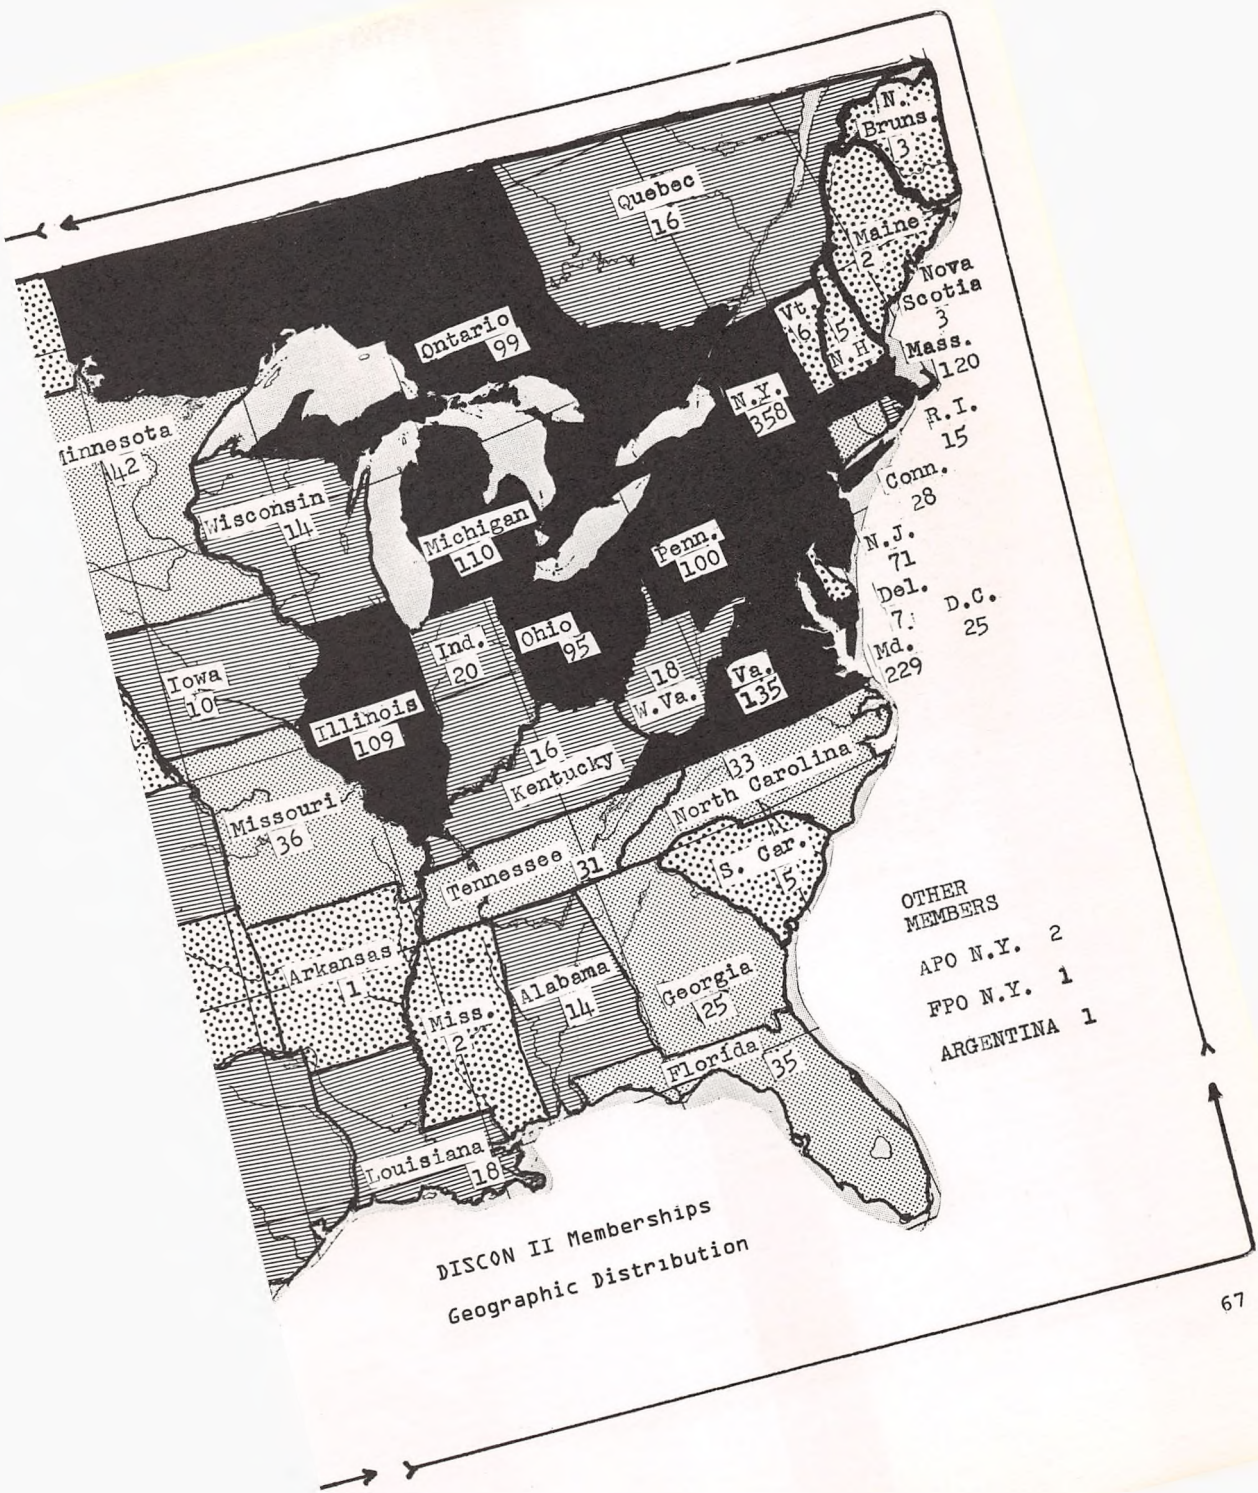 N.
Bruns.
3
Quebec
16
Maine
2
Nova
Scotia
3
Vt.
6
5
N.H
Mass.
120
Ontario
99
N.Y.
358
R.I.
15
Minnesota
42
Conn.
28
Wisconsin
14
Michigan
110
Penn.
100
N.J.
71
Del.
7.
D.C.
25
Md.
229
Iowa
10
Ind.
20
Ohio
95
18
W.Va.
Va.
135
Illinois
109
16
Kentucky
33
North Carolina
Missouri
36
Tennessee 31
S. Car.
5
OTHER
MEMBERS
APO N.Y. 2
FPO N.Y. 1
ARGENTINA 1
Arkansas
1
Miss.
2
Alabama
14
Georgia
25
Florida
35
Louisiana
18
DISCON II Memberships
Geographic Distribution
67